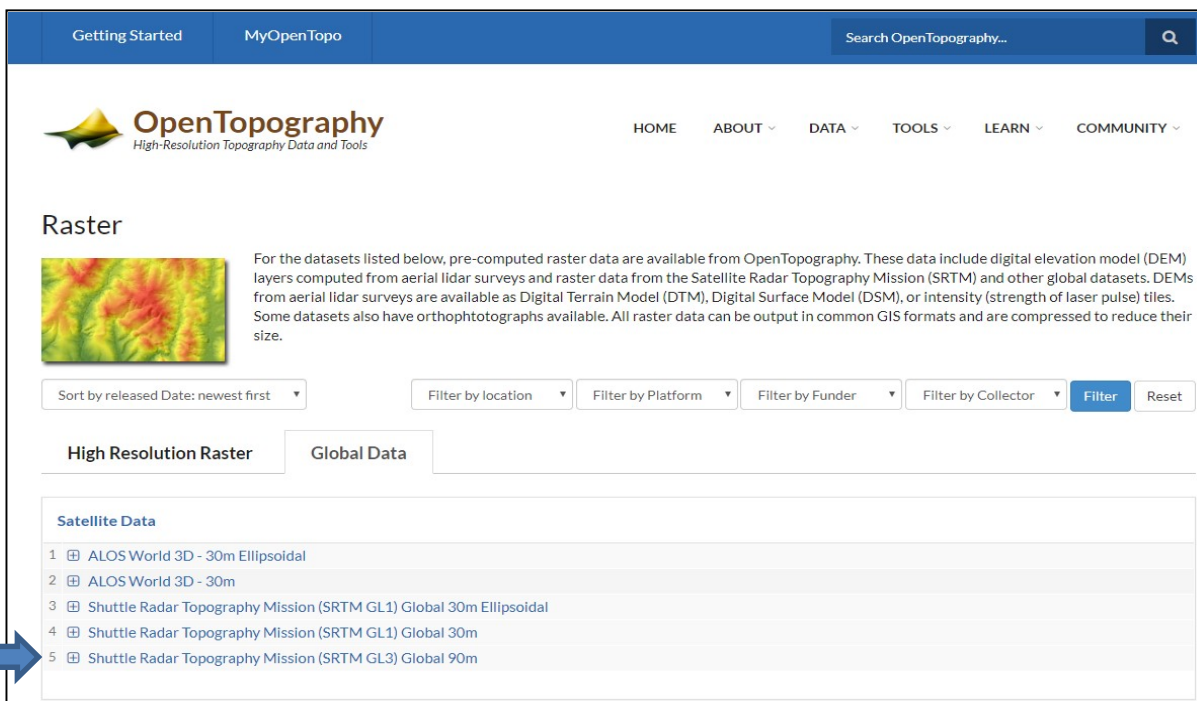 Getting Started MyOpenTopo Search OpenTopography...
OpenTopography
High-Resolution Topography Data and Tools
HOME ABOUT DATA TOOLS LEARN COMMUNITY
Raster
For the datasets listed below, pre-computed raster data are available from OpenTopography. These data include digital elevation model (DEM)
layers computed from aerial lidar surveys and raster data from the Satellite Radar Topography Mission (SRTM) and other global datasets. DEMs
from aerial lidar surveys are available as Digital Terrain Model (DTM), Digital Surface Model (DSM), or intensity (strength of laser pulse) tiles.
Some datasets also have orthophtotographs available. All raster data can be output in common GIS formats and are compressed to reduce their
size.
Sort by released Date: newest first Filter by location Filter by Platform Filter by Funder Filter by Collector Filter Reset
High Resolution Raster Global Data
Satellite Data
1 ALOS World 3D - 30m Ellipsoidal
2 ALOS World 3D - 30m
3 Shuttle Radar Topography Mission (SRTM GL1) Global 30m Ellipsoidal
4 Shuttle Radar Topography Mission (SRTM GL1) Global 30m
5 Shuttle Radar Topography Mission (SRTM GL3) Global 90m